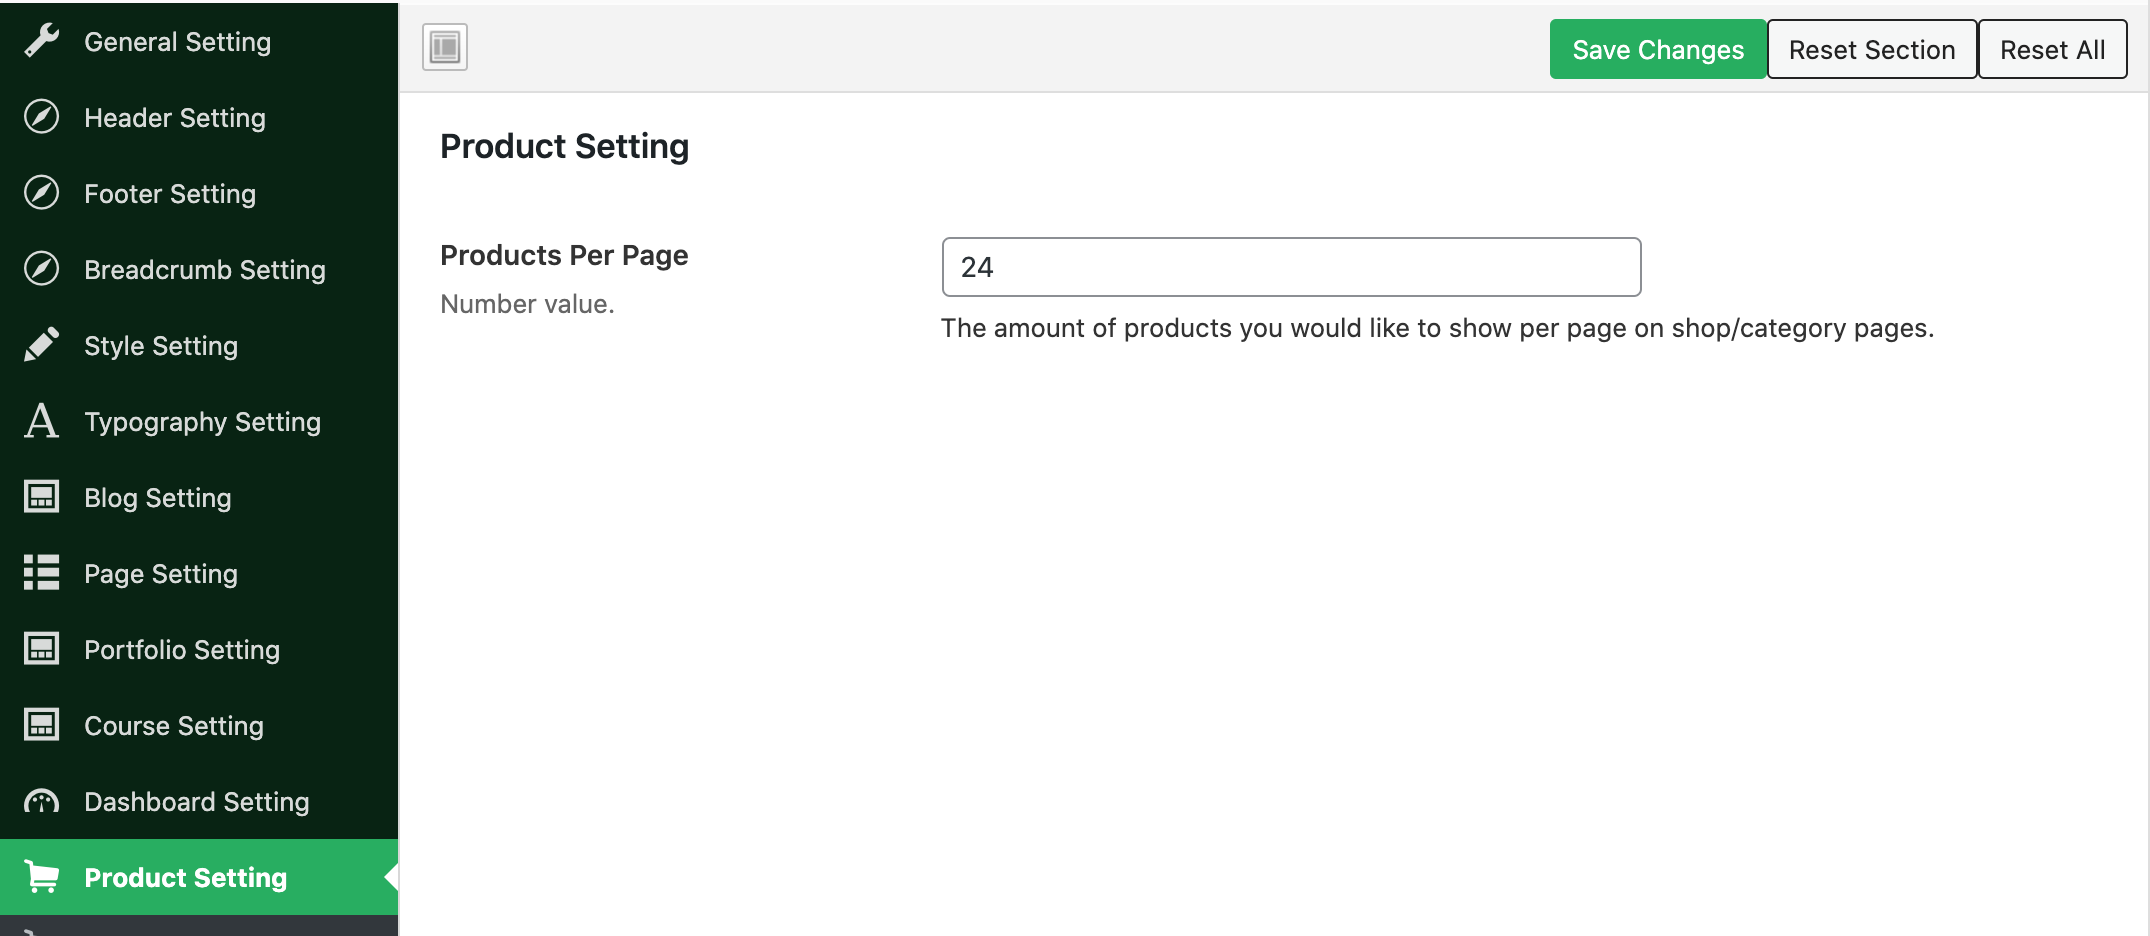 General Setting
Header Setting
Footer Setting
Breadcrumb Setting
Style Setting
Typography Setting
Blog Setting
Page Setting
Portfolio Setting
Course Setting
Dashboard Setting
Product Setting
Save Changes
Reset Section
Reset All
Product Setting
Products Per Page
Number value.
24
The amount of products you would like to show per page on shop/category pages.